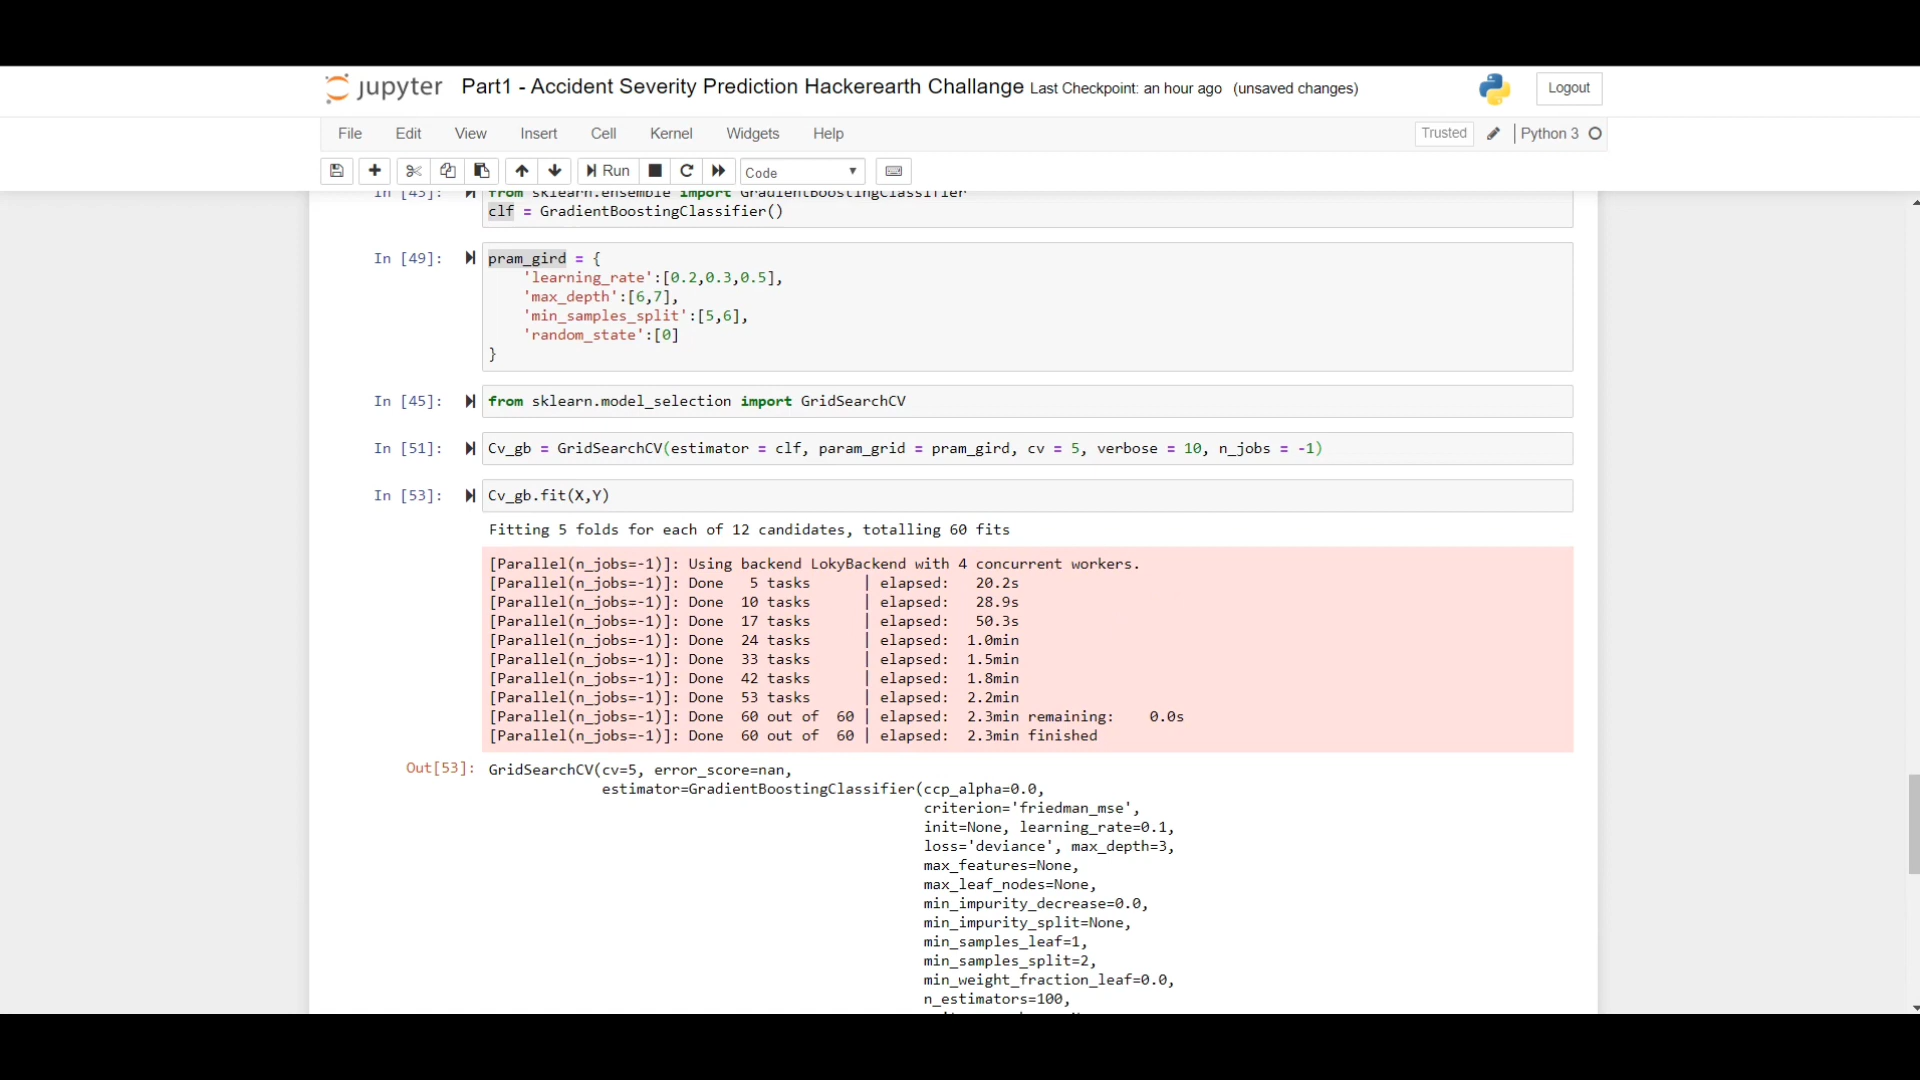 jupyter Part1 - Accident Severity Prediction Hackerearth Challange Last Checkpoint: an hour ago (unsaved changes) Logout
File Edit View Insert Cell Kernel Widgets Help Trusted Python 3
Run Code
In [43]: from sklearn.ensemble import GradientBoostingClassifier
clf = GradientBoostingClassifier()
In [49]: pram_gird = {
'learning_rate':[0.2,0.3,0.5],
'max_depth':[6,7],
'min_samples_split':[5,6],
'random_state':[0]
}
In [45]: from sklearn.model_selection import GridSearchCV
In [51]: Cv_gb = GridSearchCV(estimator = clf, param_grid = pram_gird, cv = 5, verbose = 10, n_jobs = -1)
In [53]: Cv_gb.fit(X,Y)
Fitting 5 folds for each of 12 candidates, totalling 60 fits
[Parallel(n_jobs=-1)]: Using backend LokyBackend with 4 concurrent workers.
[Parallel(n_jobs=-1)]: Done 5 tasks | elapsed: 20.2s
[Parallel(n_jobs=-1)]: Done 10 tasks | elapsed: 28.9s
[Parallel(n_jobs=-1)]: Done 17 tasks | elapsed: 50.3s
[Parallel(n_jobs=-1)]: Done 24 tasks | elapsed: 1.0min
[Parallel(n_jobs=-1)]: Done 33 tasks | elapsed: 1.5min
[Parallel(n_jobs=-1)]: Done 42 tasks | elapsed: 1.8min
[Parallel(n_jobs=-1)]: Done 53 tasks | elapsed: 2.2min
[Parallel(n_jobs=-1)]: Done 60 out of 60 | elapsed: 2.3min remaining: 0.0s
[Parallel(n_jobs=-1)]: Done 60 out of 60 | elapsed: 2.3min finished
Out[53]: GridSearchCV(cv=5, error_score=nan,
estimator=GradientBoostingClassifier(ccp_alpha=0.0,
criterion='friedman_mse',
init=None, learning_rate=0.1,
loss='deviance', max_depth=3,
max_features=None,
max_leaf_nodes=None,
min_impurity_decrease=0.0,
min_impurity_split=None,
min_samples_leaf=1,
min_samples_split=2,
min_weight_fraction_leaf=0.0,
n_estimators=100,